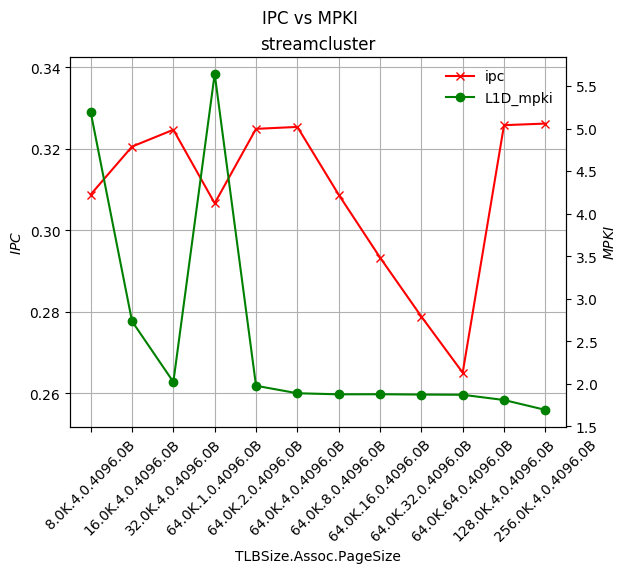 IPC vs MPKI
streamcluster
0.34
0.32
0.30
0.28
0.26
IPC
ipc
L1D_mpki
5.5
5.0
4.5
4.0
3.5
3.0
2.5
2.0
1.5
MPKI
8.0K.4.0.4096.0B
16.0K.4.0.4096.0B
32.0K.4.0.4096.0B
64.0K.1.0.4096.0B
64.0K.2.0.4096.0B
64.0K.4.0.4096.0B
64.0K.8.0.4096.0B
64.0K.16.0.4096.0B
64.0K.32.0.4096.0B
64.0K.64.0.4096.0B
128.0K.4.0.4096.0B
256.0K.4.0.4096.0B
TLBSize.Assoc.PageSize